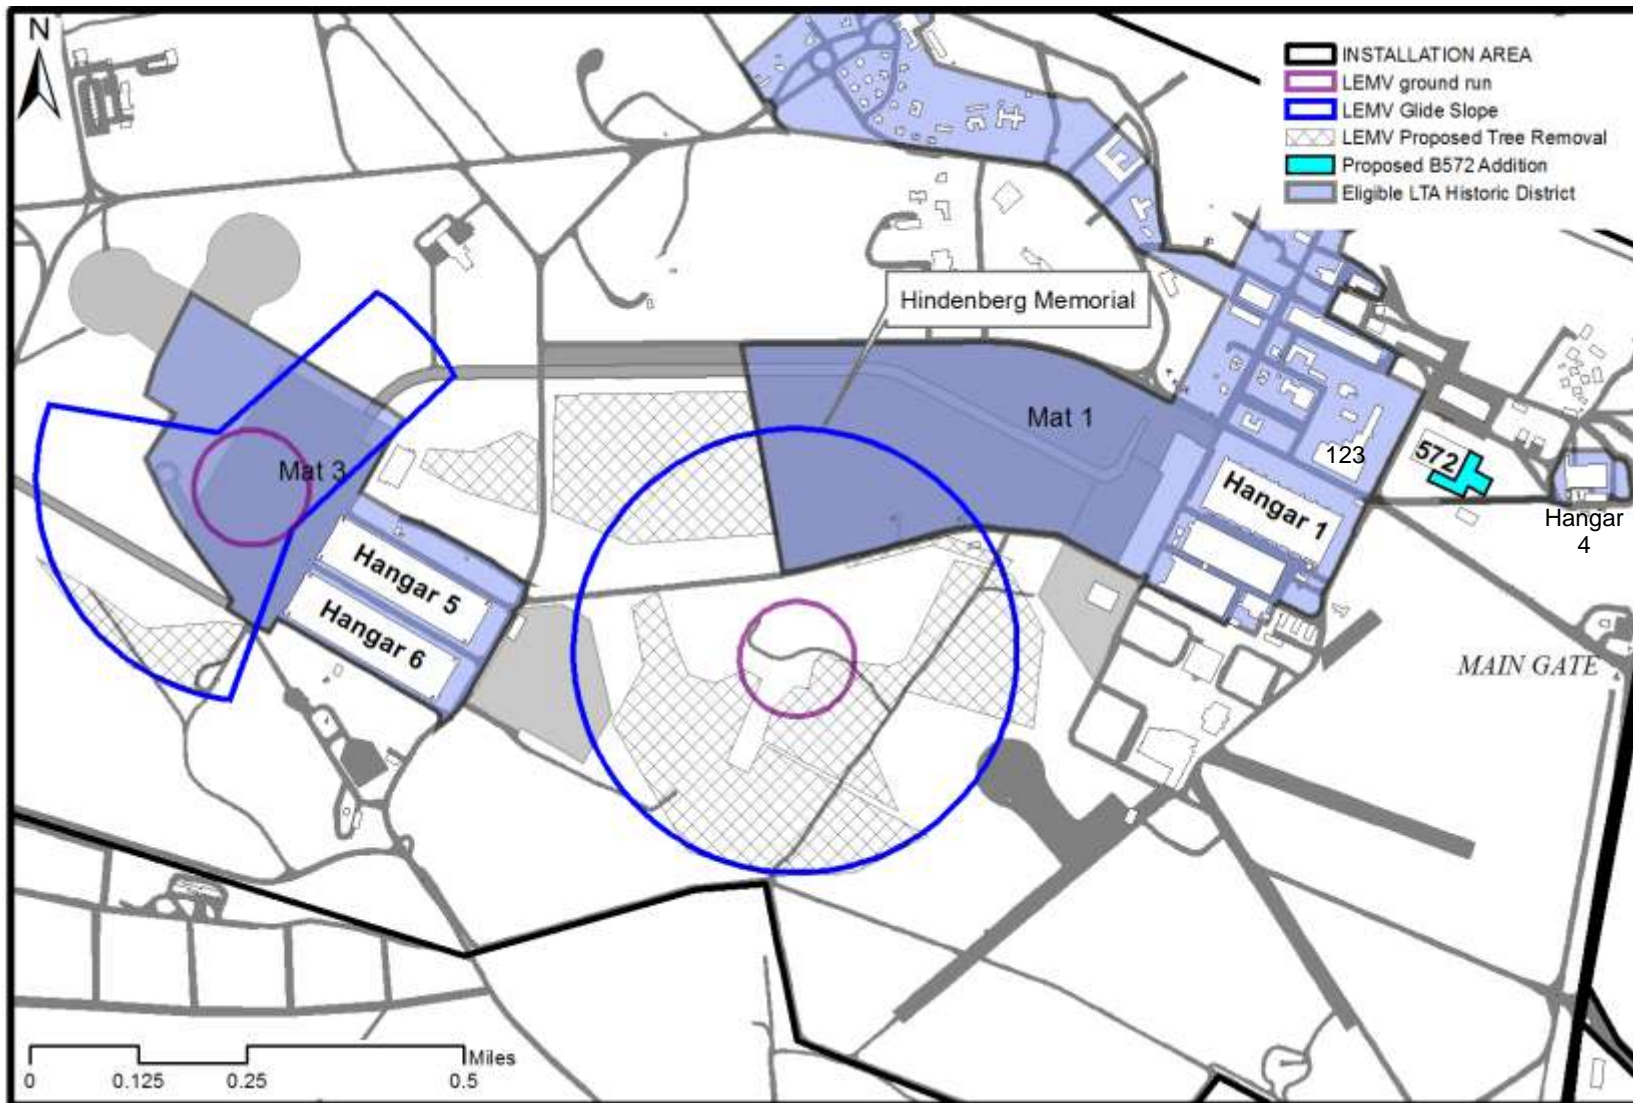 N
INSTALLATION AREA
LEMV ground run
LEMV Glide Slope
LEMV Proposed Tree Removal
Proposed B572 Addition
Eligible LTA Historic District
Hindenberg Memorial
Mat 1
Mat 3
123
572
Hangar 1
Hangar
4
Hangar 5
Hangar 6
MAIN GATE
Miles
0
0.125
0.25
0.5